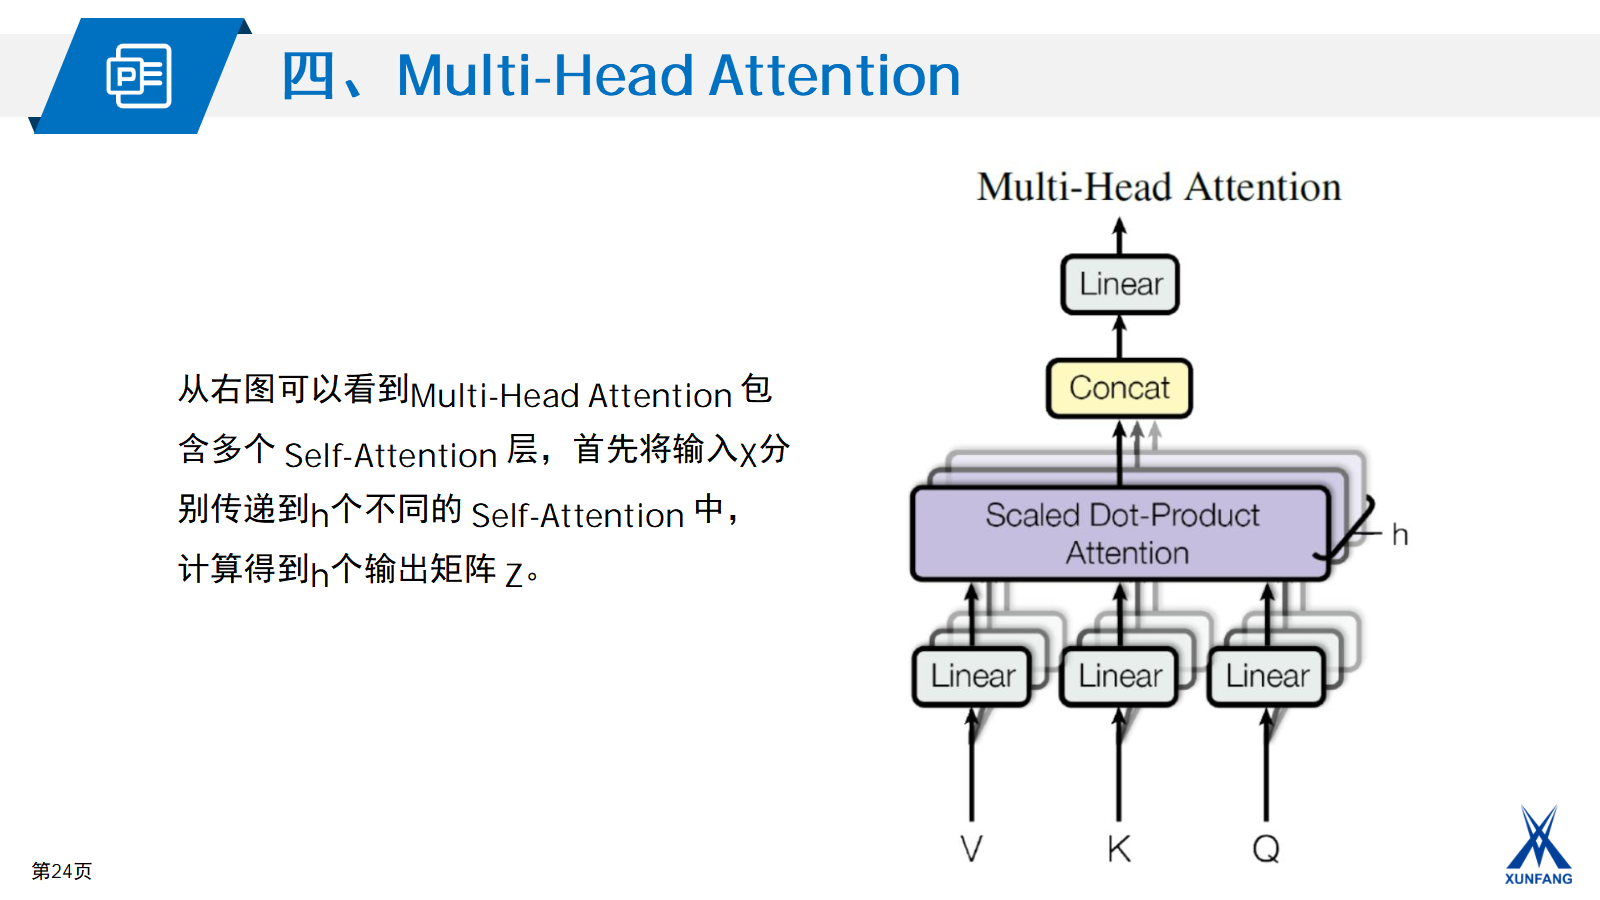 四、Multi-Head Attention
从右图可以看到Multi-Head Attention 包
含多个 Self-Attention 层，首先将输入X分
别传递到h个不同的 Self-Attention 中，
计算得到h个输出矩阵 Z。
Multi-Head Attention
Linear
Concat
Scaled Dot-Product
Attention
h
Linear Linear Linear
V K Q
第24页
XUNFANG